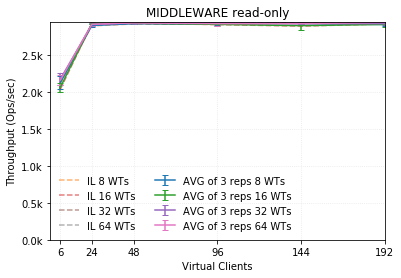 MIDDLEWARE read-only
Throughput (Ops/sec)
2.5k
2.0k
1.5k
1.0k
0.5k
0.0k
IL 8 WTs
IL 16 WTs
IL 32 WTs
IL 64 WTs
AVG of 3 reps 8 WTs
AVG of 3 reps 16 WTs
AVG of 3 reps 32 WTs
AVG of 3 reps 64 WTs
6 24 48 96 144 192
Virtual Clients